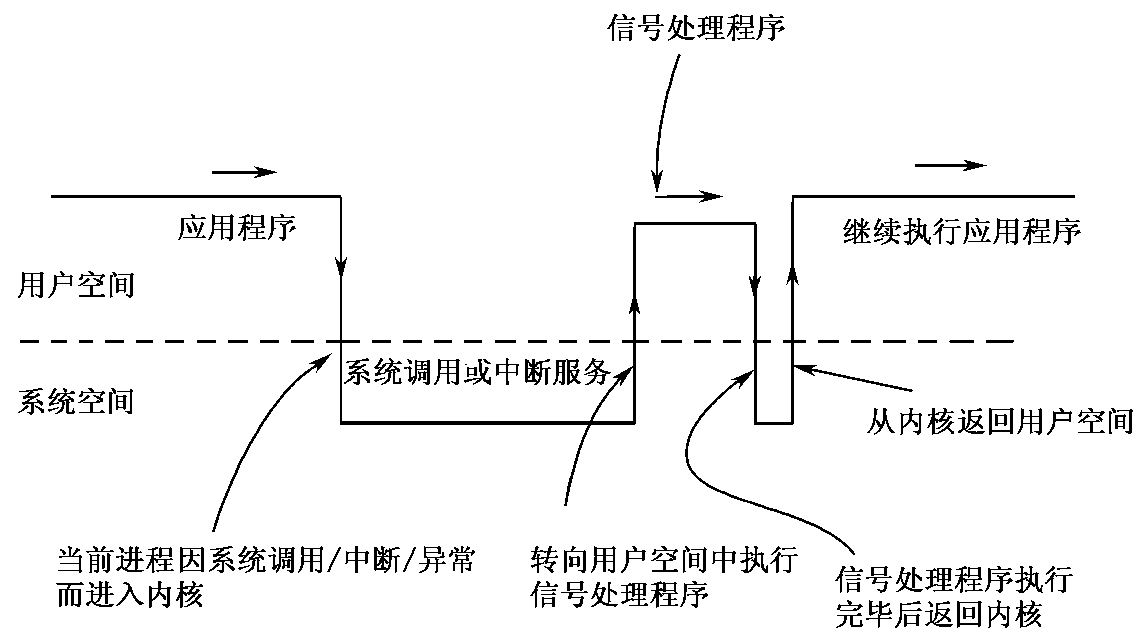 信号处理程序
应用程序
继续执行应用程序
用户空间
系统调用或中断服务
系统空间
从内核返回用户空间
当前进程因系统调用/中断/异常
而进入内核
转向用户空间中执行
信号处理程序
信号处理程序执行
完毕后返回内核